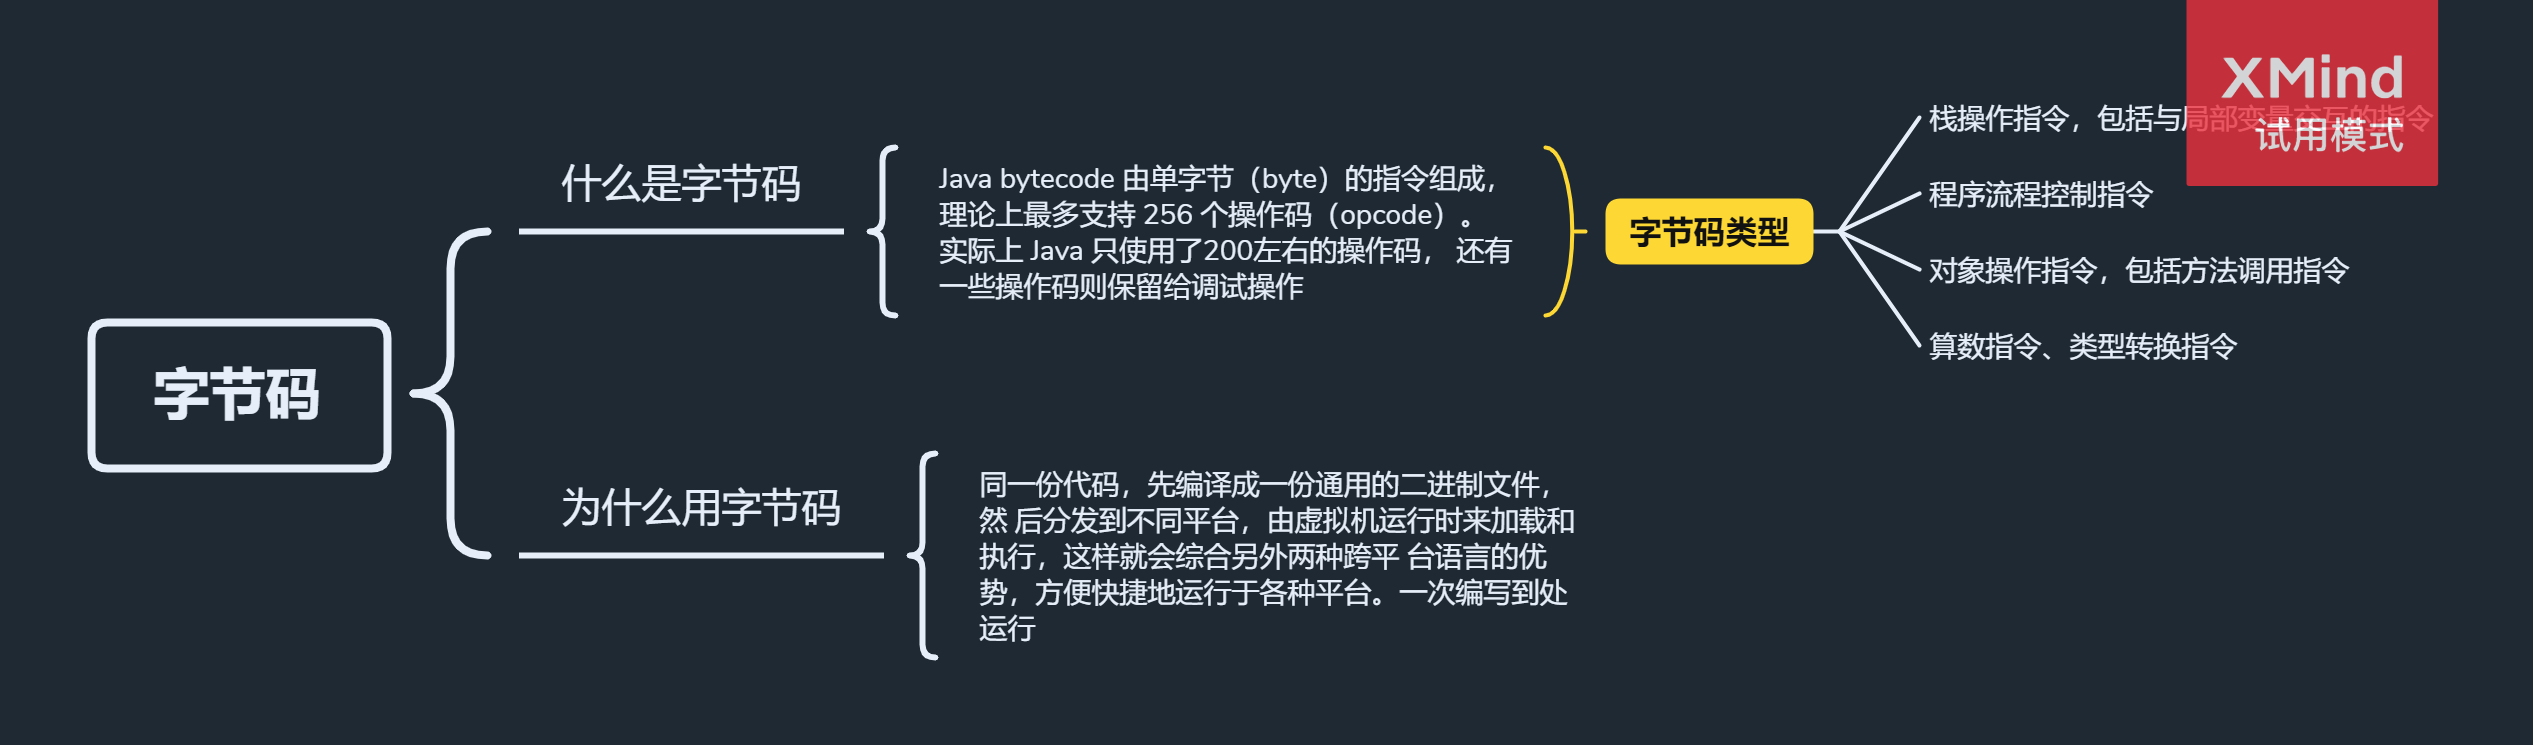 字节码
什么是字节码
Java bytecode 由单字节（byte）的指令组成，
理论上最多支持 256 个操作码（opcode）。
实际上 Java 只使用了200左右的操作码， 还有
一些操作码则保留给调试操作
字节码类型
栈操作指令，包括与局部变量交互的指令
程序流程控制指令
对象操作指令，包括方法调用指令
算数指令、类型转换指令
为什么用字节码
同一份代码，先编译成一份通用的二进制文件，
然 后分发到不同平台，由虚拟机运行时来加载和
执行，这样就会综合另外两种跨平 台语言的优
势，方便快捷地运行于各种平台。一次编写到处
运行
XMind
试用模式